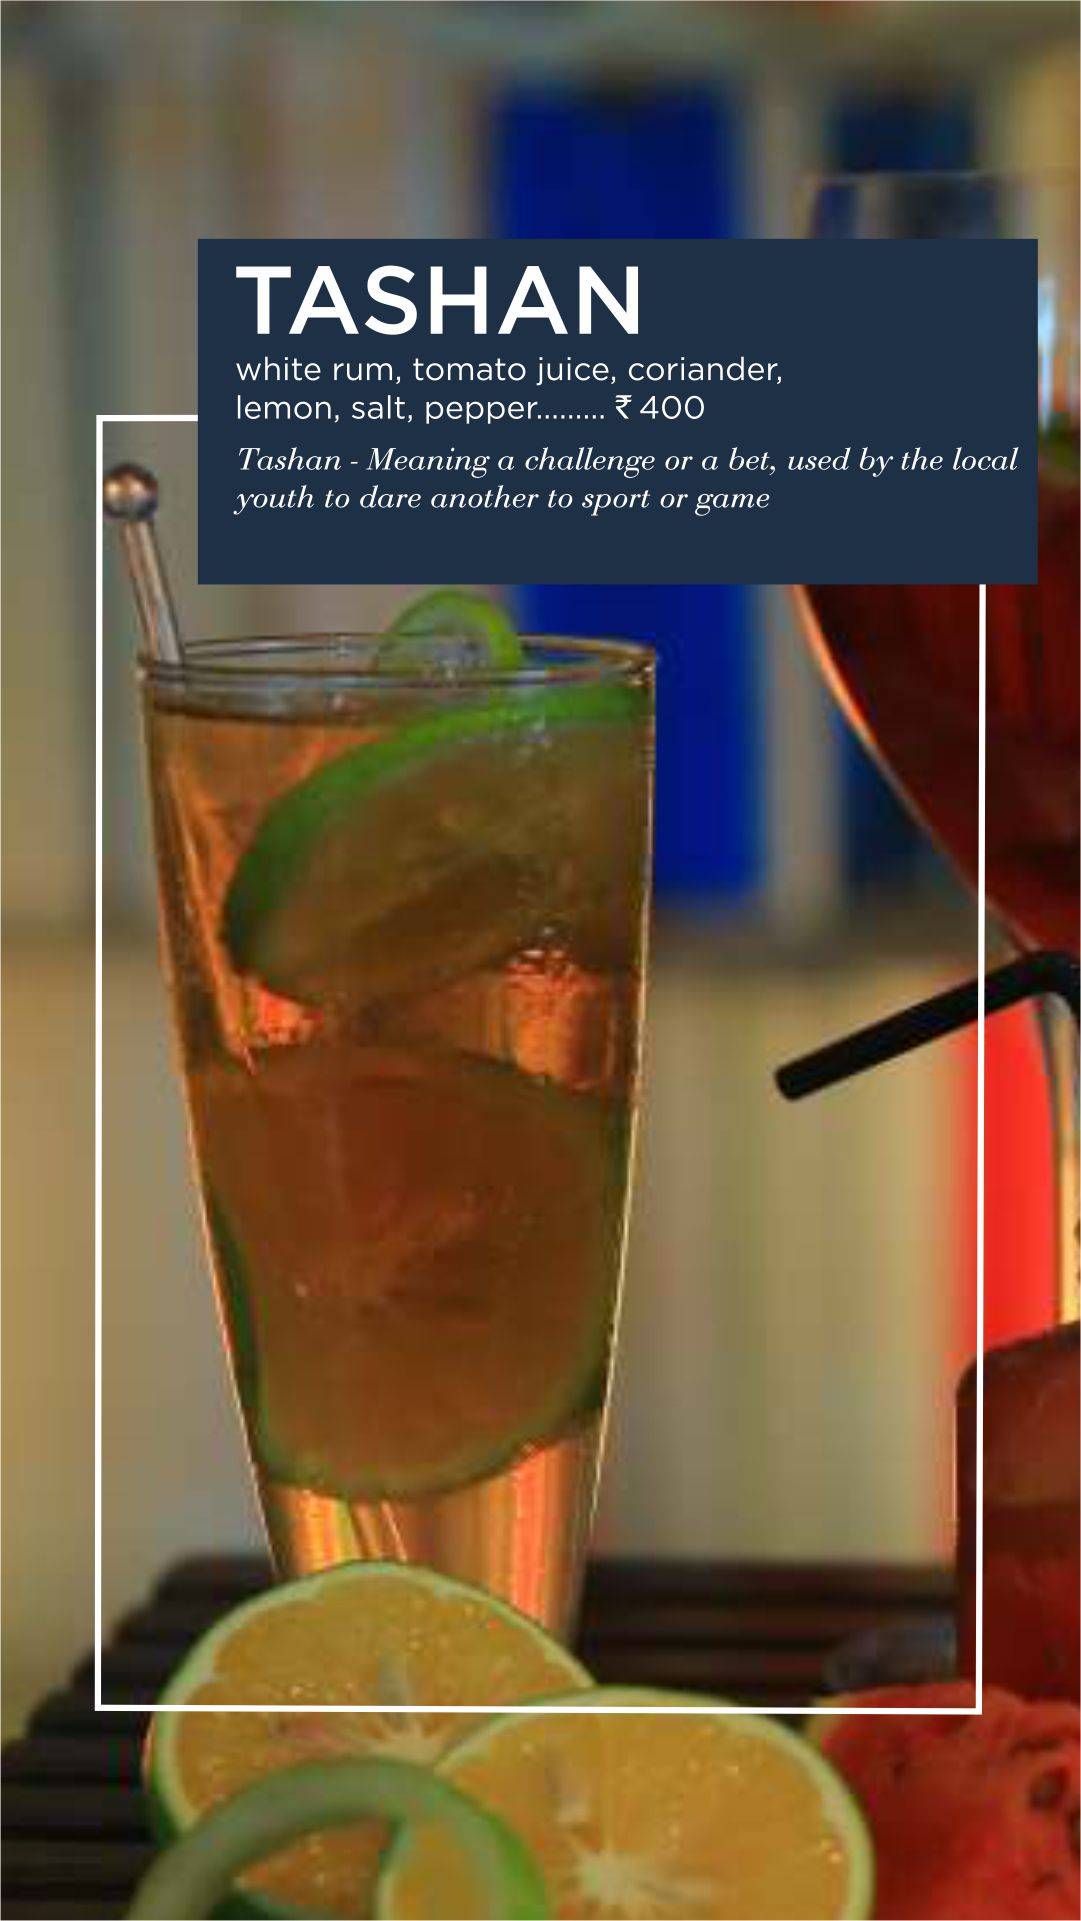 TASHAN
white rum, tomato juice, coriander,
lemon, salt, pepper......... ₹ 400
Tashan - Meaning a challenge or a bet, used by the local
youth to dare another to sport or game